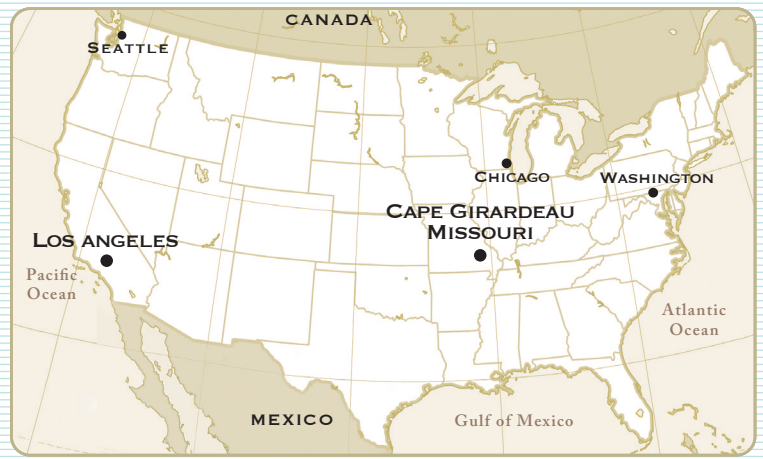 CANADA
SEATTLE
CHICAGO
WASHINGTON
CAPE GIRARDEAU
MISSOURI
LOS ANGELES
Pacific
Ocean
Atlantic
Ocean
MEXICO
Gulf of Mexico